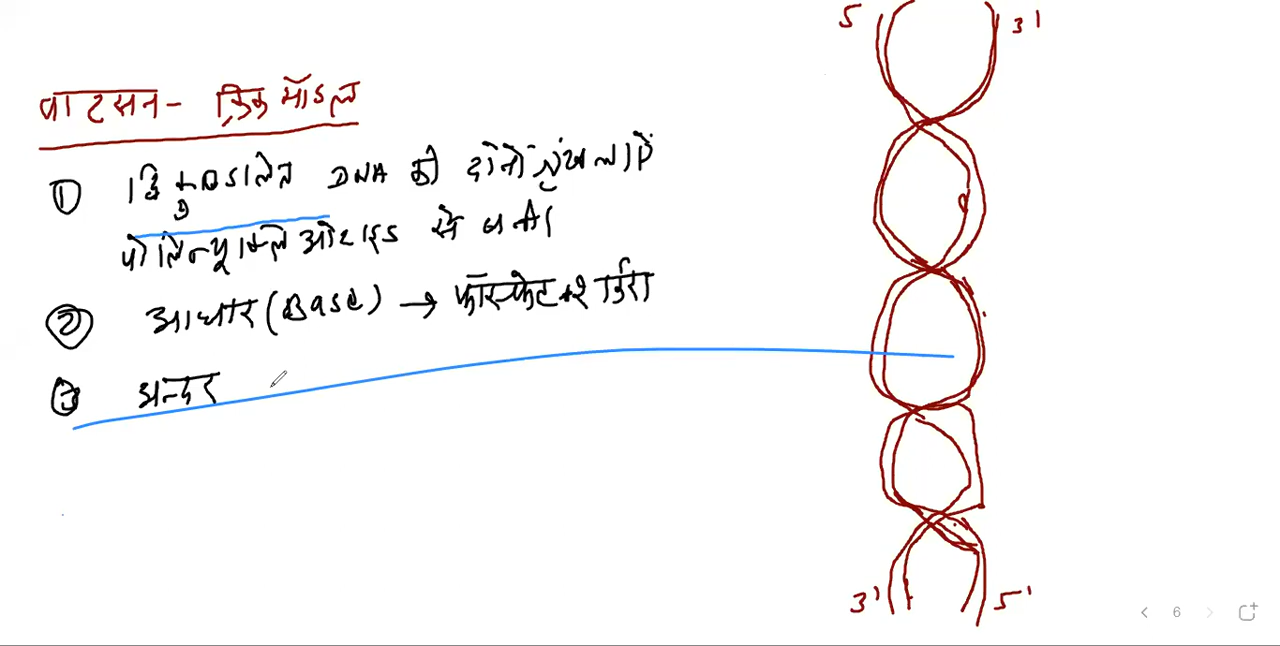 5
3'
वाटसन- क्रिक मॉडल
① द्वि कुंडलित DNA की दोनों श्रृंखलाएं
पोलिन्यूक्लिओटाइड से बनी
② आधार (Base) → फॉस्फेट + शर्करा
③ अन्दर
3'
5'
6